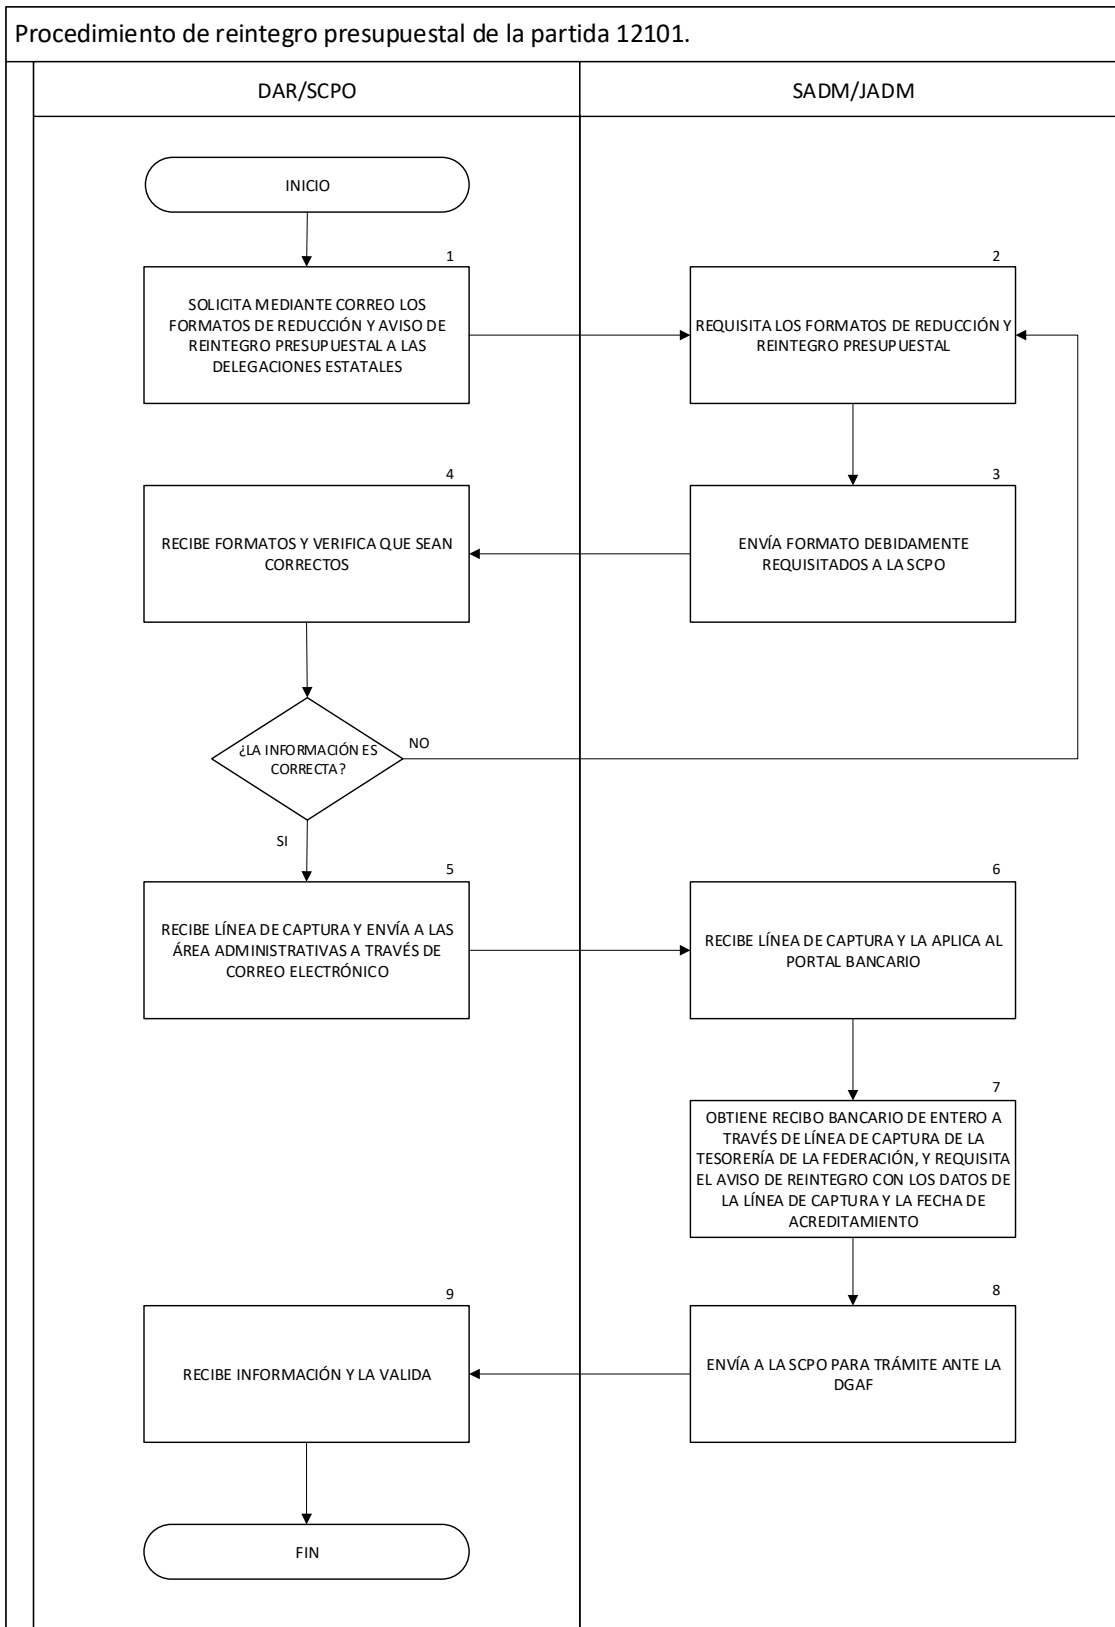 Procedimiento de reintegro presupuestal de la partida 12101.
DAR/SCPO
SADM/JADM
INICIO
1
SOLICITA MEDIANTE CORREO LOS
FORMATOS DE REDUCCIÓN Y AVISO DE
REINTEGRO PRESUPUESTAL A LAS
DELEGACIONES ESTATALES
2
REQUISITA LOS FORMATOS DE REDUCCIÓN Y
REINTEGRO PRESUPUESTAL
3
ENVÍA FORMATO DEBIDAMENTE
REQUISITADOS A LA SCPO
4
RECIBE FORMATOS Y VERIFICA QUE SEAN
CORRECTOS
¿LA INFORMACIÓN ES
CORRECTA?
NO
SI
5
RECIBE LÍNEA DE CAPTURA Y ENVÍA A LAS
ÁREA ADMINISTRATIVAS A TRAVÉS DE
CORREO ELECTRÓNICO
6
RECIBE LÍNEA DE CAPTURA Y LA APLICA AL
PORTAL BANCARIO
7
OBTIENE RECIBO BANCARIO DE ENTERO A
TRAVÉS DE LÍNEA DE CAPTURA DE LA
TESORERÍA DE LA FEDERACIÓN, Y REQUISITA
EL AVISO DE REINTEGRO CON LOS DATOS DE
LA LÍNEA DE CAPTURA Y LA FECHA DE
ACREDITAMIENTO
8
ENVÍA A LA SCPO PARA TRÁMITE ANTE LA
DGAF
9
RECIBE INFORMACIÓN Y LA VALIDA
FIN